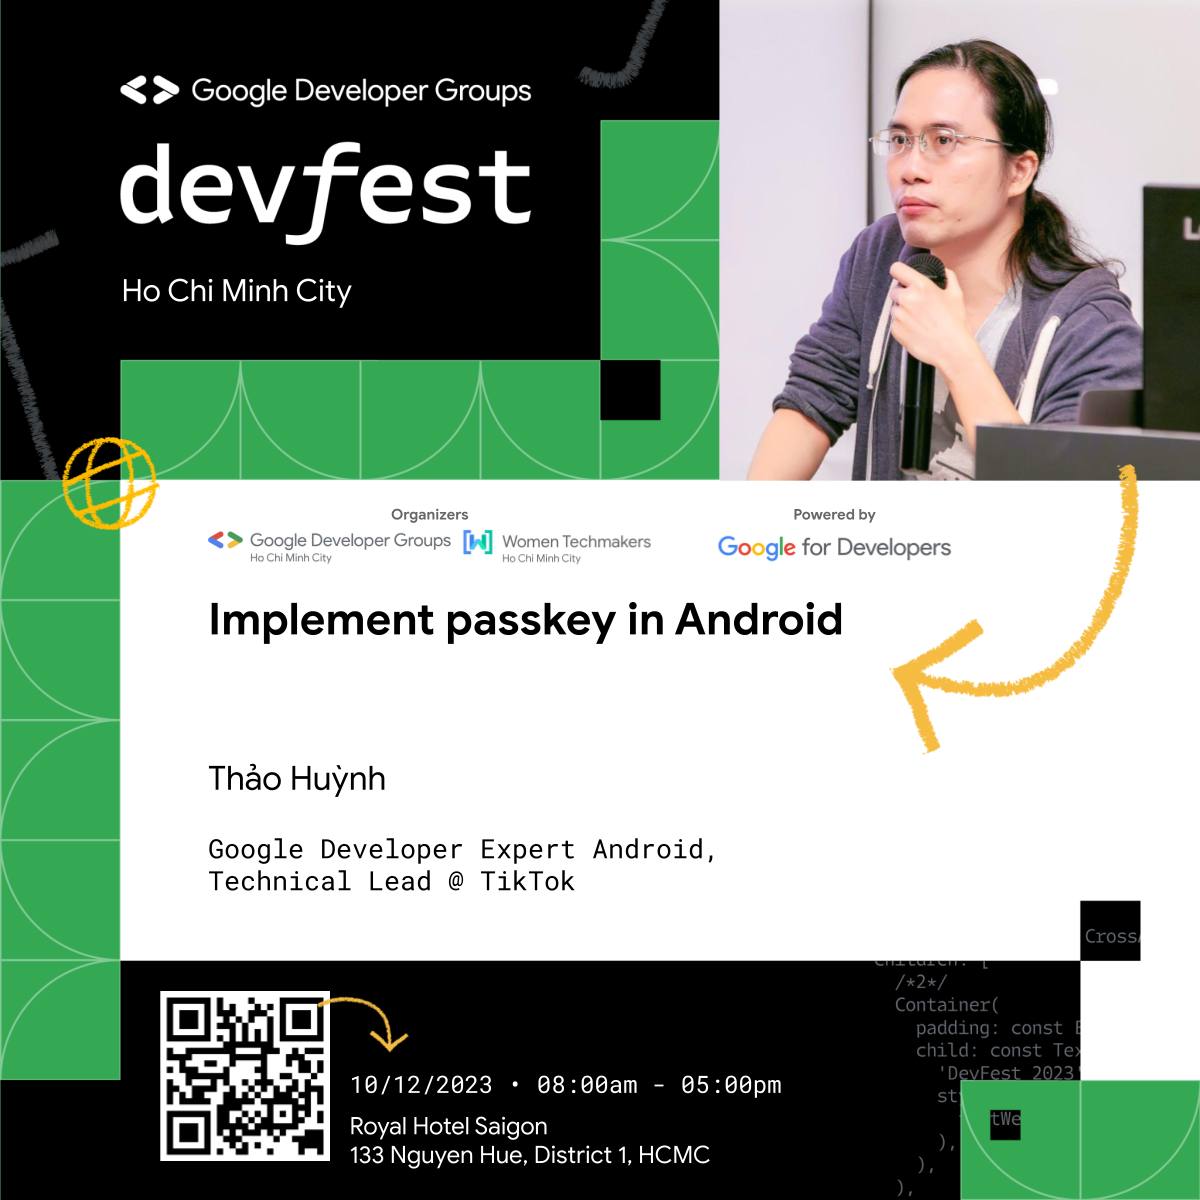 Google Developer Groups
devfest
Ho Chi Minh City
Organizers
Powered by
Google Developer Groups
Ho Chi Minh City
Women Techmakers
Ho Chi Minh City
Google for Developers
Implement passkey in Android
Thảo Huỳnh
Google Developer Expert Android,
Technical Lead @ TikTok
10/12/2023 • 08:00am - 05:00pm
Royal Hotel Saigon
133 Nguyen Hue, District 1, HCMC
/*2*/
Container(
padding: const
child: const
'DevFest 2023'
),
),
),